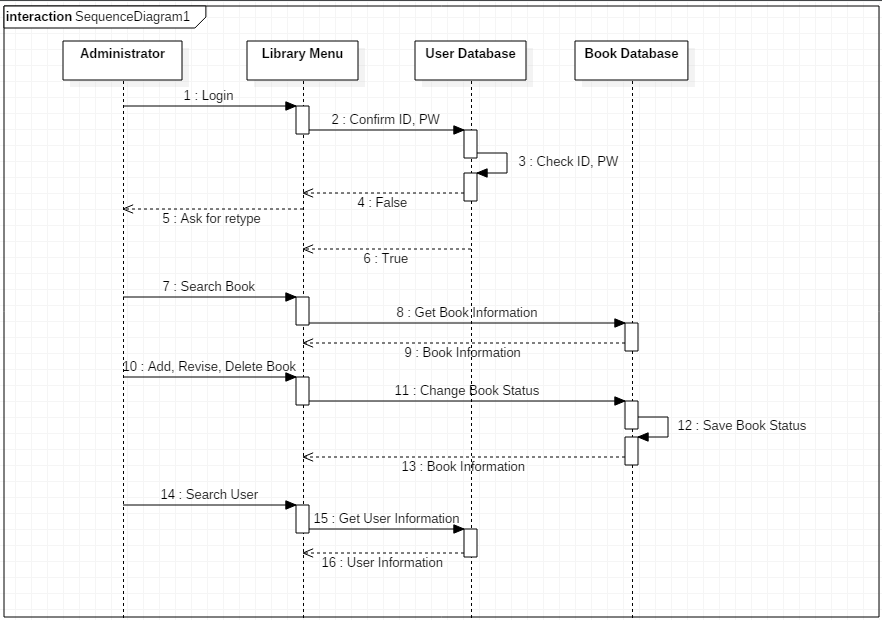 interaction SequenceDiagram1
Administrator
Library Menu
User Database
Book Database
1 : Login
2 : Confirm ID, PW
3 : Check ID, PW
4 : False
5 : Ask for retype
6 : True
7 : Search Book
8 : Get Book Information
9 : Book Information
10 : Add, Revise, Delete Book
11 : Change Book Status
12 : Save Book Status
13 : Book Information
14 : Search User
15 : Get User Information
16 : User Information